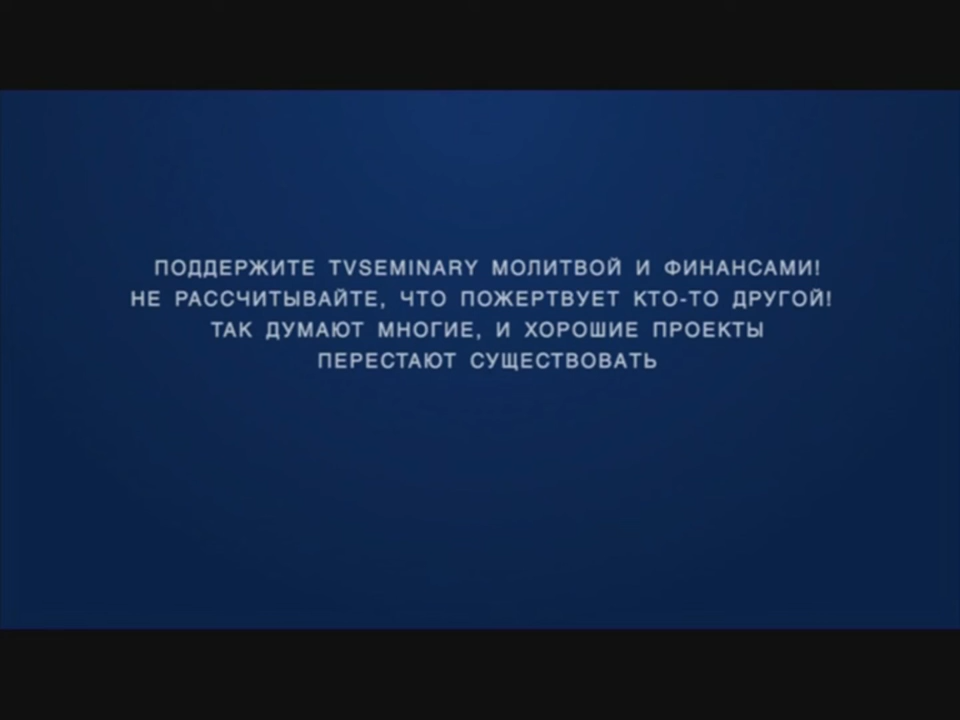 ПОДДЕРЖИТЕ TVSEMINARY МОЛИТВОЙ И ФИНАНСАМИ!
НЕ РАССЧИТЫВАЙТЕ, ЧТО ПОЖЕРТВУЕТ КТО-ТО ДРУГОЙ!
ТАК ДУМАЮТ МНОГИЕ, И ХОРОШИЕ ПРОЕКТЫ
ПЕРЕСТАЮТ СУЩЕСТВОВАТЬ